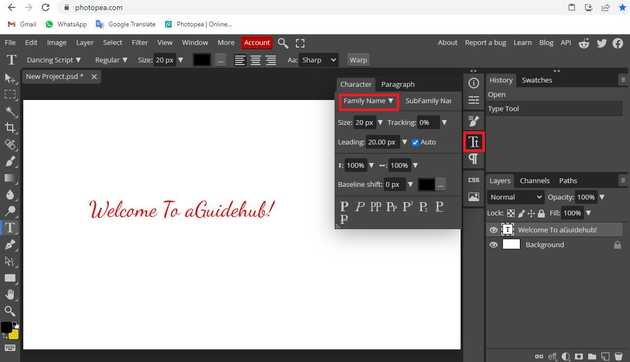 photopea.com
Gmail WhatsApp Google Translate Photopea | Online...
File Edit Image Layer Select Filter View Window More Account About Report a bug Learn Blog API
Dancing Script Regular Size: 20 px ... Aa: Sharp Warp
New Project.psd *
Character Paragraph
Family Name SubFamily Nar
Size: 20 px Tracking: 0%
Leading: 20.00 px Auto
100% 100%
Baseline shift: 0 px ...
History Swatches
Open
Type Tool
CSS
Layers Channels Paths
Normal Opacity: 100%
Lock: Fill: 100%
Welcome To aGuidehub!
Background
Welcome To aGuidehub!